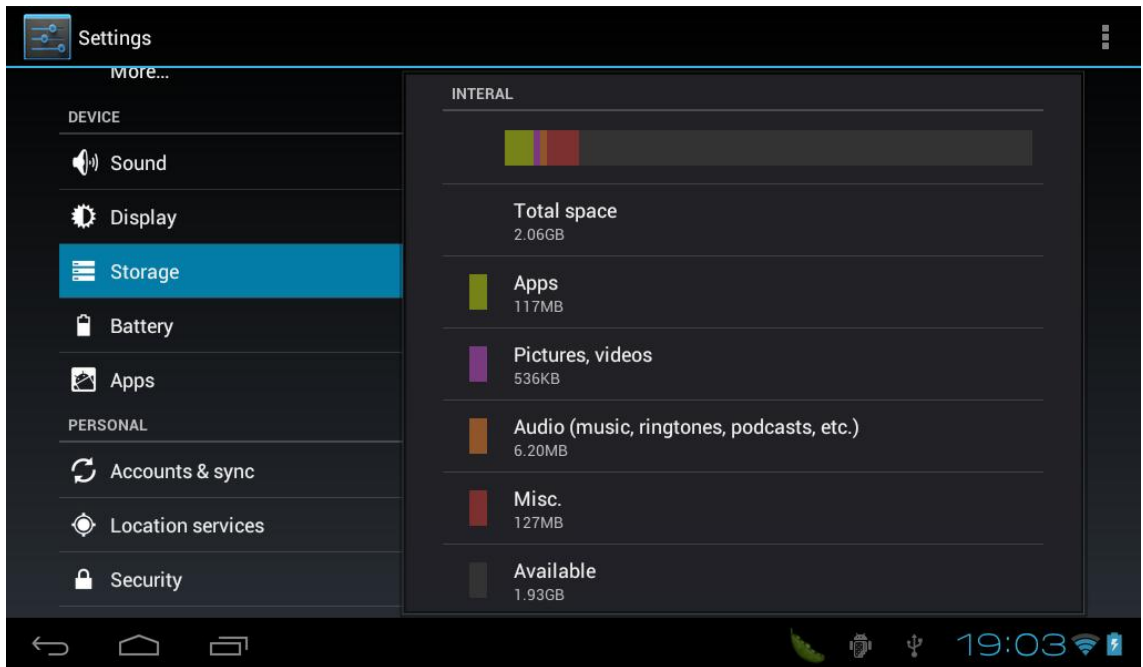 Settings
More...
DEVICE
Sound
Display
Storage
Battery
Apps
PERSONAL
Accounts & sync
Location services
Security
INTERAL
Total space
2.06GB
Apps
117MB
Pictures, videos
536KB
Audio (music, ringtones, podcasts, etc.)
6.20MB
Misc.
127MB
Available
1.93GB
19:03